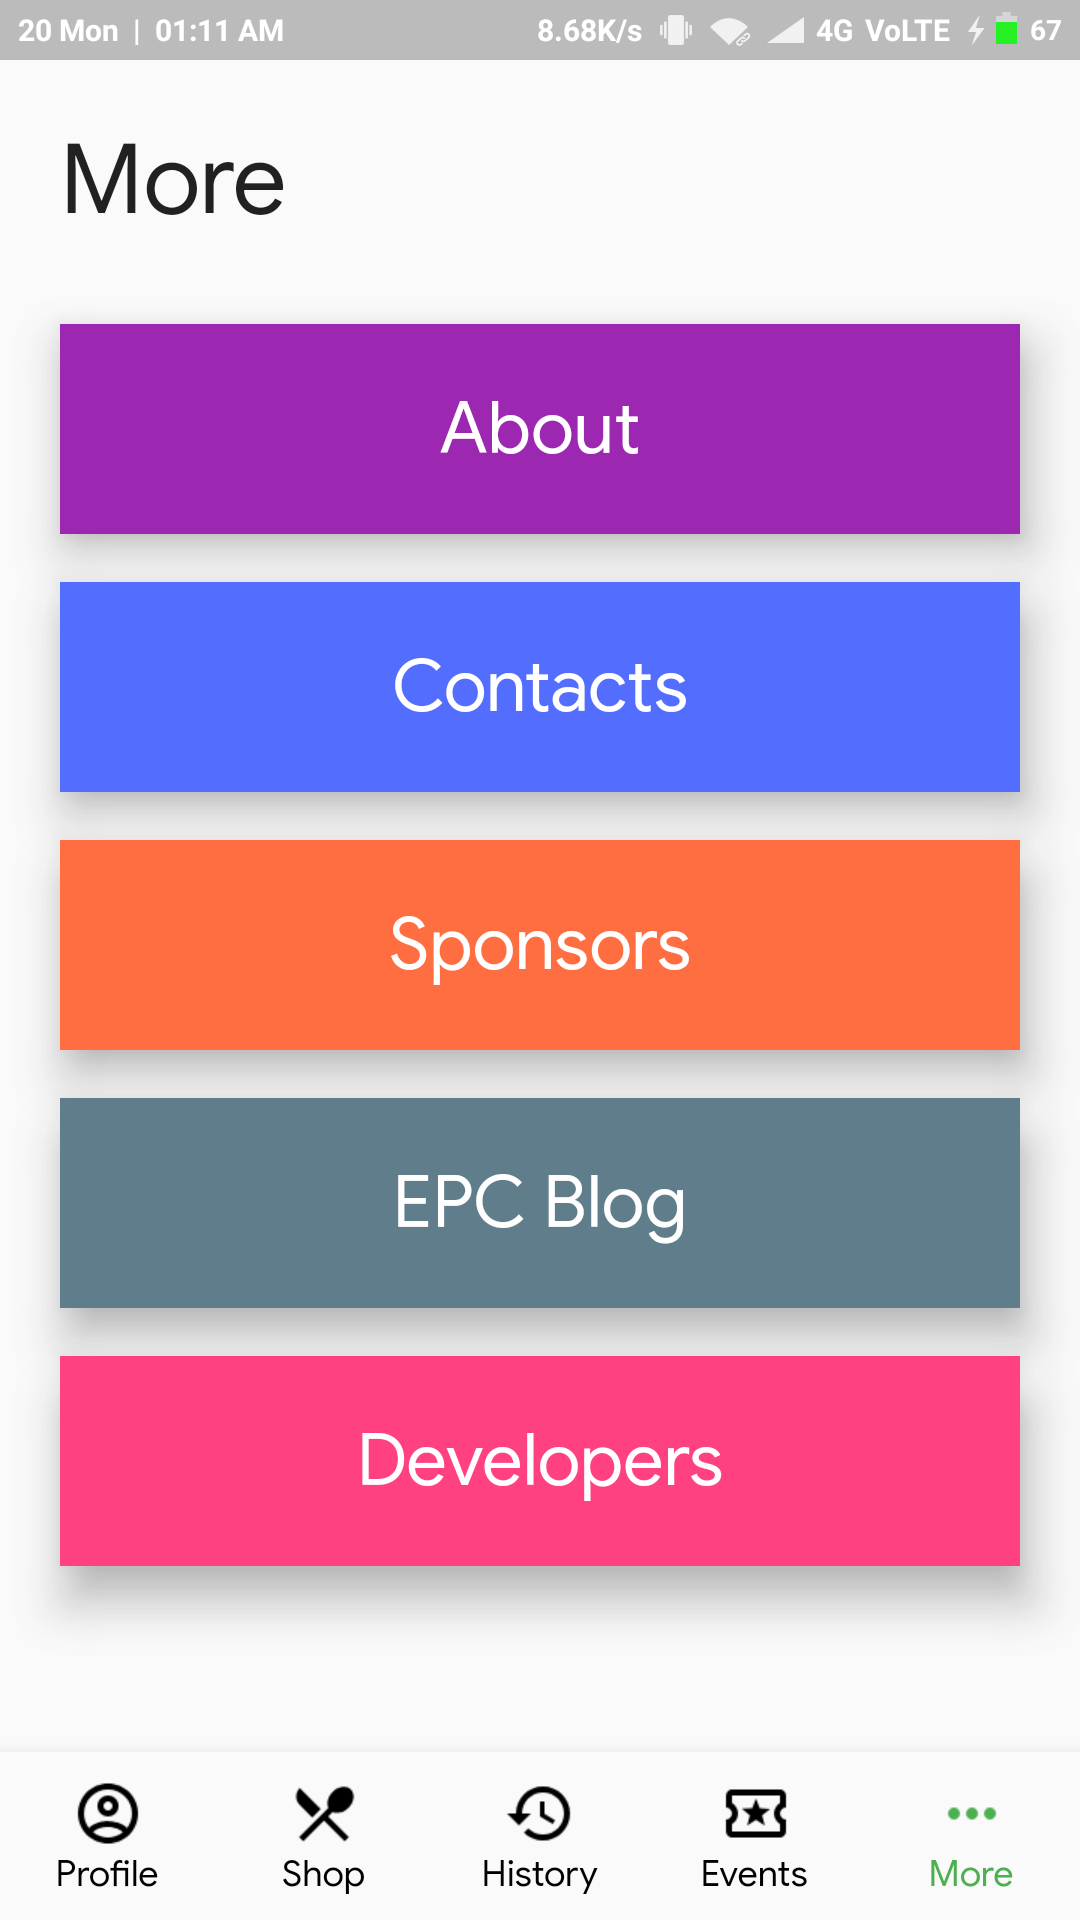 20 Mon | 01:11 AM 8.68K/s 4G VoLTE 67
More
About
Contacts
Sponsors
EPC Blog
Developers
Profile Shop History Events More